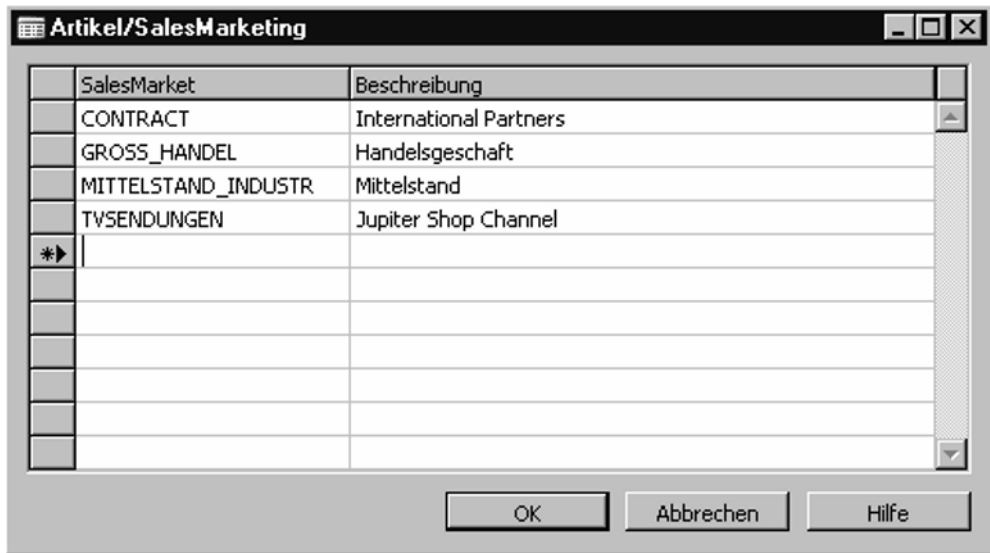 Artikel/SalesMarketing
SalesMarket Beschreibung
CONTRACT International Partners
GROSS_HANDEL Handelsgeschaft
MITTELSTAND_INDUSTR Mittelstand
TVSENDUNGEN Jupiter Shop Channel
OK Abbrechen Hilfe